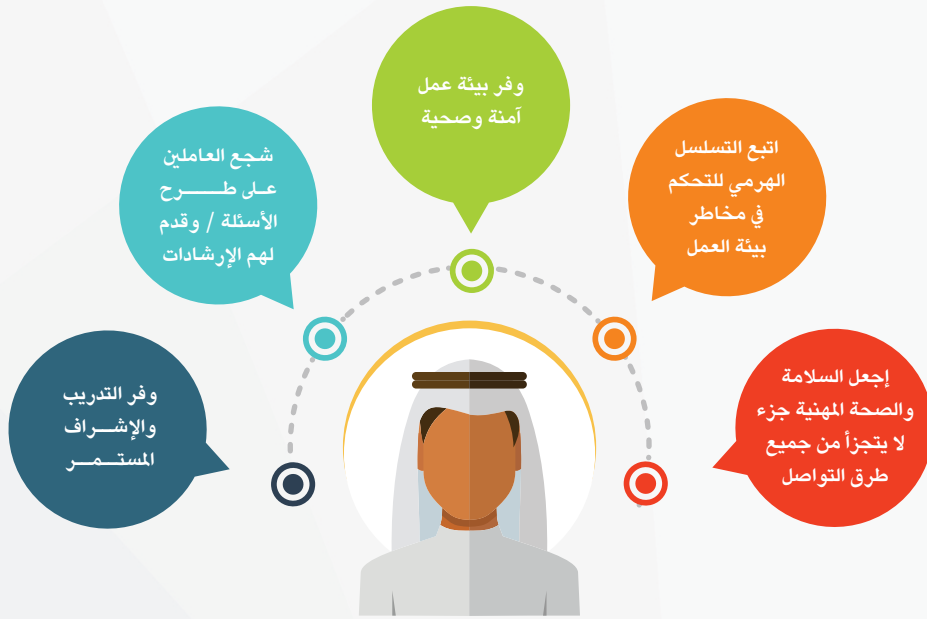 وفر بيئة عمل
آمنة وصحية
اتبع التسلسل
الهرمي للتحكم
في مخاطر
بيئة العمل
شجع العاملين
على طرح
الأسئلة / وقدم
لهم الإرشادات
إجعل السلامة
والصحة المهنية جزء
لا يتجزأ من جميع
طرق التواصل
وفر التدريب
والإشراف
المستمر